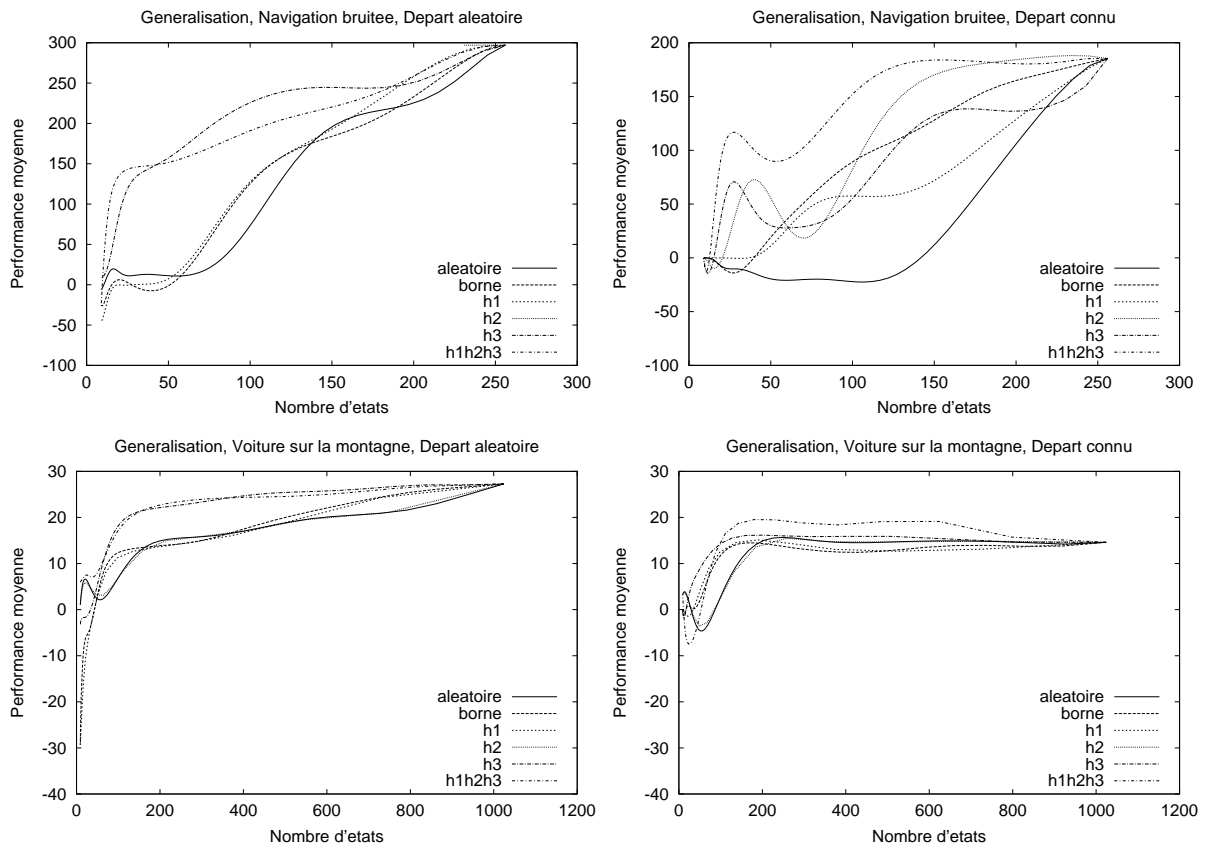 Generalisation, Navigation bruitee, Depart aleatoire
300
250
200
150
100
50
0
-50
-100
0 50 100 150 200 250 300
Performance moyenne
Nombre d'etats
aleatoire
borne
h1
h2
h3
h1h2h3
Generalisation, Navigation bruitee, Depart connu
200
150
100
50
0
-50
-100
0 50 100 150 200 250 300
Performance moyenne
Nombre d'etats
aleatoire
borne
h1
h2
h3
h1h2h3
Generalisation, Voiture sur la montagne, Depart aleatoire
30
20
10
0
-10
-20
-30
-40
0 200 400 600 800 1000 1200
Performance moyenne
Nombre d'etats
aleatoire
borne
h1
h2
h3
h1h2h3
Generalisation, Voiture sur la montagne, Depart connu
30
20
10
0
-10
-20
-30
-40
0 200 400 600 800 1000 1200
Performance moyenne
Nombre d'etats
aleatoire
borne
h1
h2
h3
h1h2h3